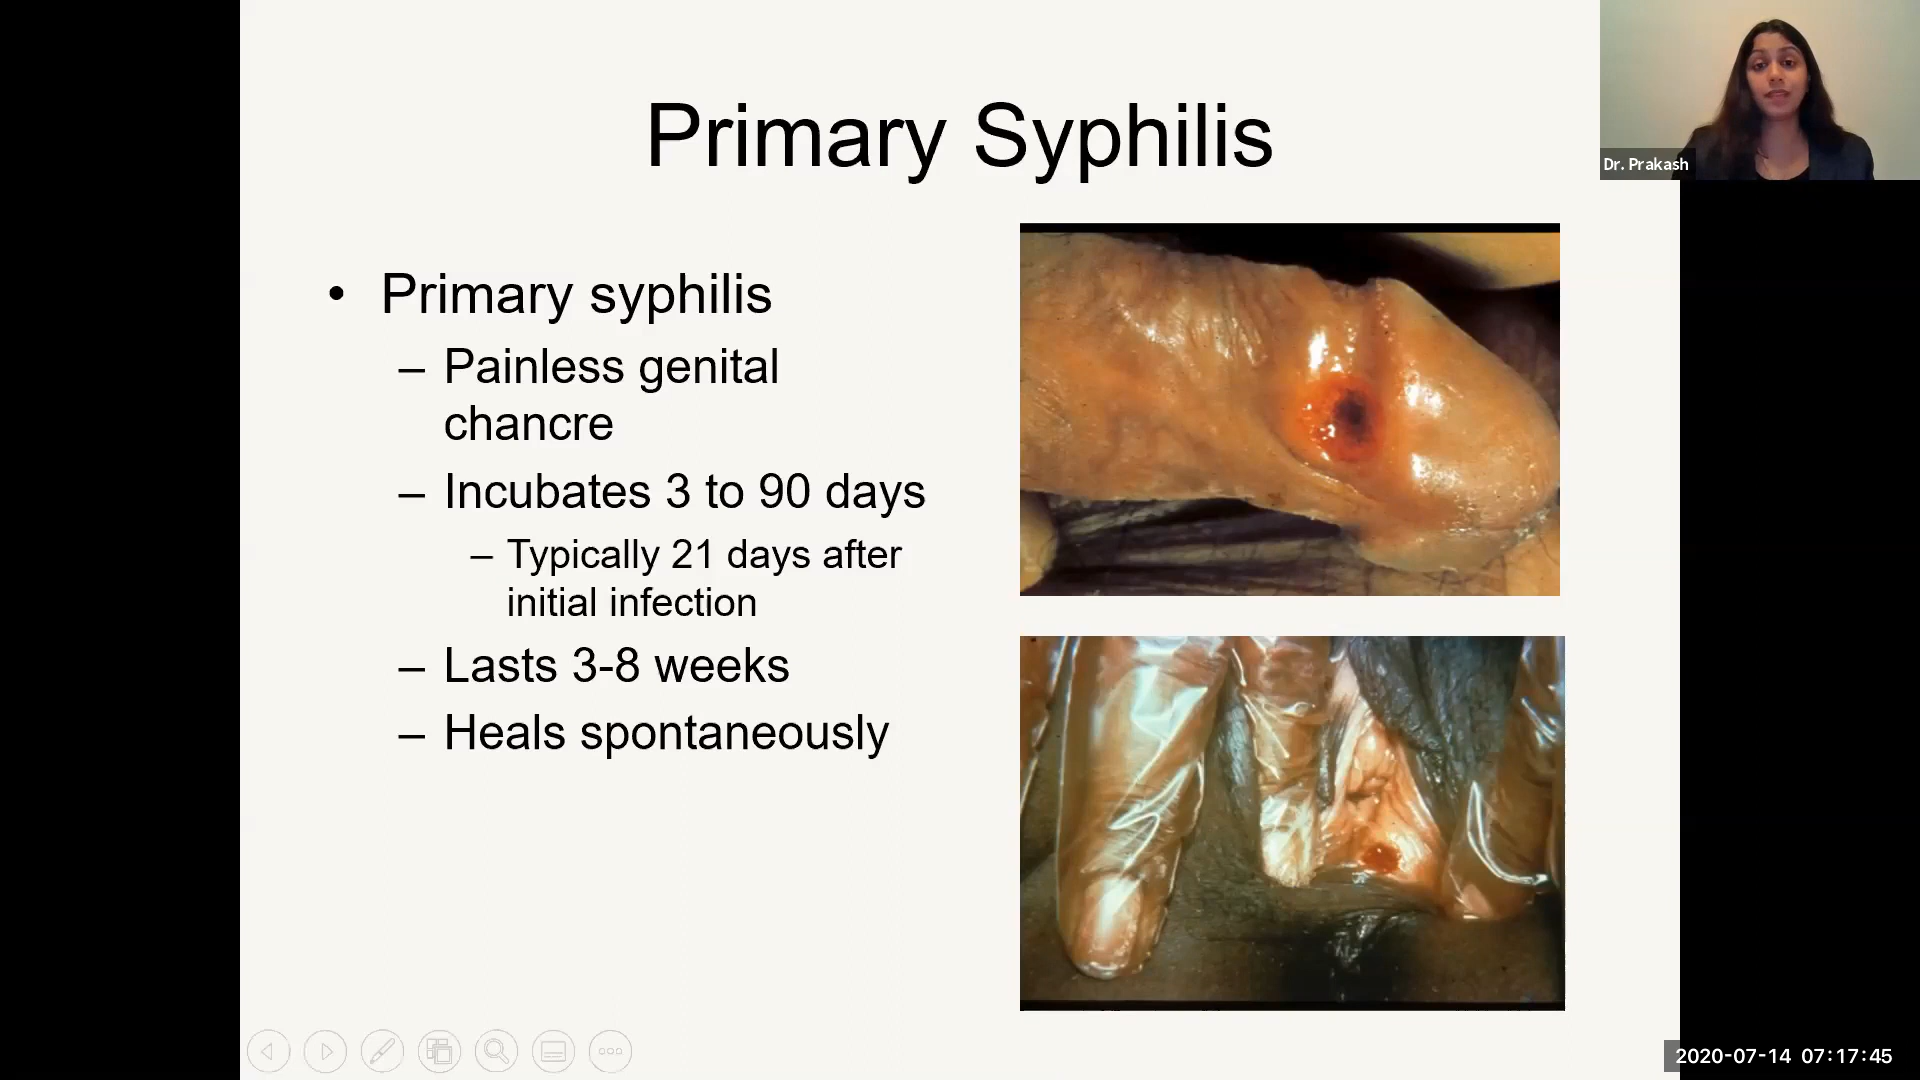 Primary Syphilis
• Primary syphilis
– Painless genital
chancre
– Incubates 3 to 90 days
– Typically 21 days after
initial infection
– Lasts 3-8 weeks
– Heals spontaneously
Dr. Prakash
2020-07-14 07:17:45